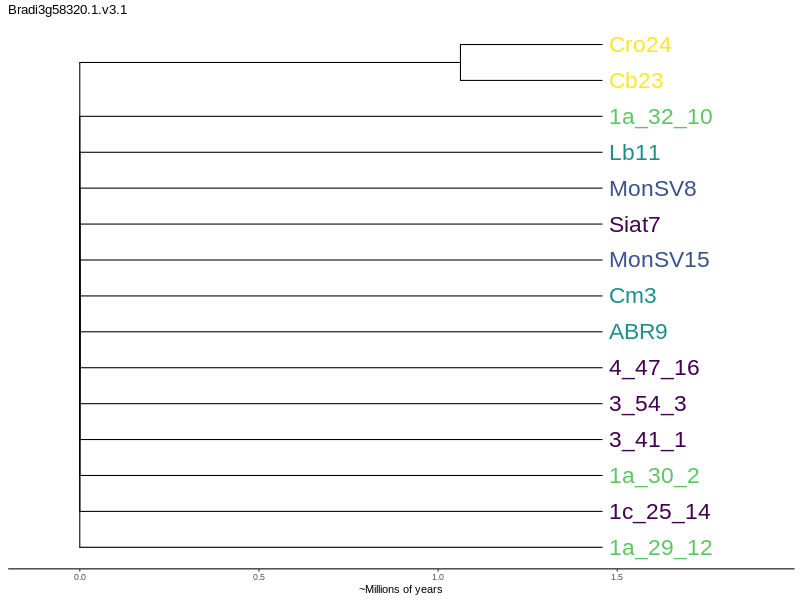 Bradi3g58320.1.v3.1
Cro24
Cb23
1a_32_10
Lb11
MonSV8
Siat7
MonSV15
Cm3
ABR9
4_47_16
3_54_3
3_41_1
1a_30_2
1c_25_14
1a_29_12
0.0 0.5 1.0 1.5
~Millions of years